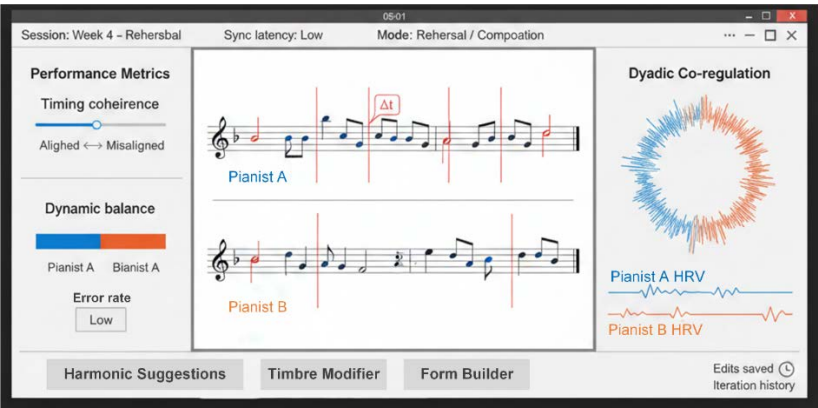 05-01
Session: Week 4 – Rehersbal
Sync latency: Low
Mode: Rehersal / Compoation
Performance Metrics
Timing coheirence
Alighed ↔ Misaligned
Dynamic balance
Pianist A
Bianist A
Error rate
Low
Δt
Pianist A
Pianist B
Dyadic Co-regulation
Pianist A HRV
Pianist B HRV
Harmonic Suggestions
Timbre Modifier
Form Builder
Edits saved
Iteration history